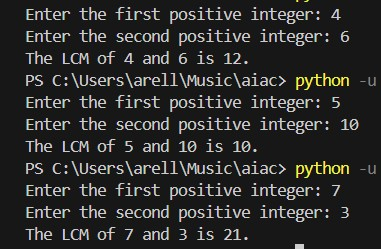 Enter the first positive integer: 4
Enter the second positive integer: 6
The LCM of 4 and 6 is 12.
PS C:\Users\arell\Music\aiac> python -u
Enter the first positive integer: 5
Enter the second positive integer: 10
The LCM of 5 and 10 is 10.
PS C:\Users\arell\Music\aiac> python -u
Enter the first positive integer: 7
Enter the second positive integer: 3
The LCM of 7 and 3 is 21.